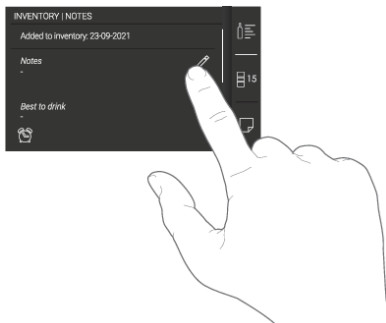 INVENTORY | NOTES
Added to inventory: 23-09-2021
Notes
-
15
Best to drink
-